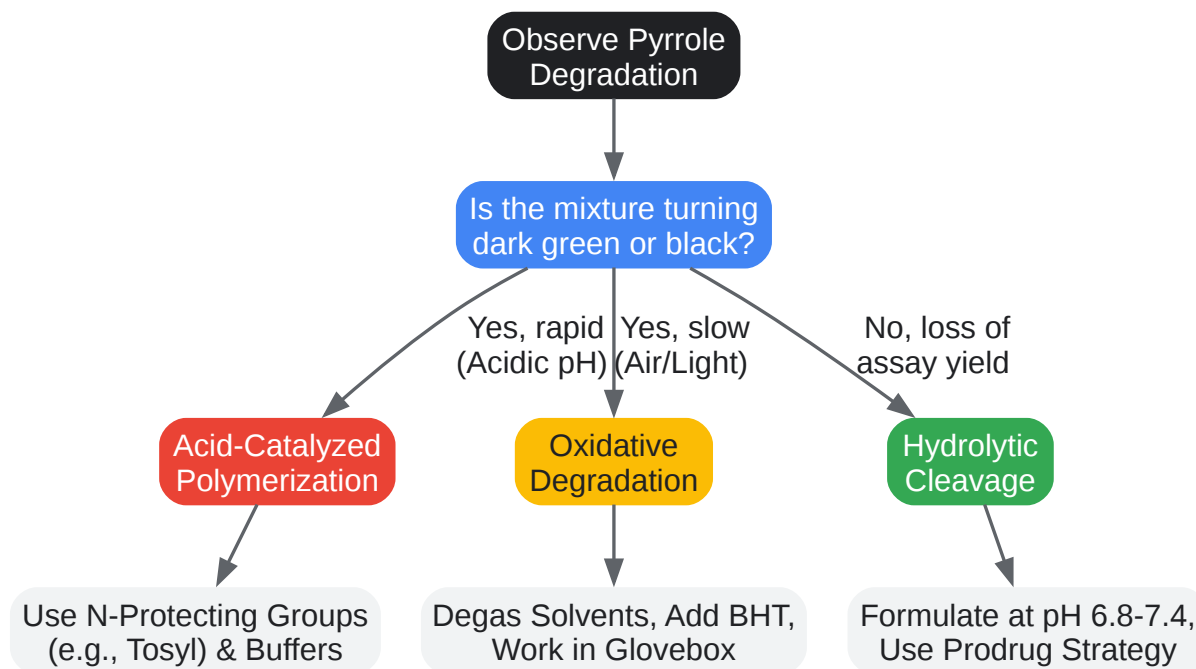 Observe Pyrrole
Degradation
Is the mixture turning
dark green or black?
Yes, rapid
(Acidic pH)
Yes, slow
(Air/Light)
No, loss of
assay yield
Acid-Catalyzed
Polymerization
Oxidative
Degradation
Hydrolytic
Cleavage
Use N-Protecting Groups
(e.g., Tosyl) & Buffers
Degas Solvents, Add BHT,
Work in Glovebox
Formulate at pH 6.8-7.4,
Use Prodrug Strategy